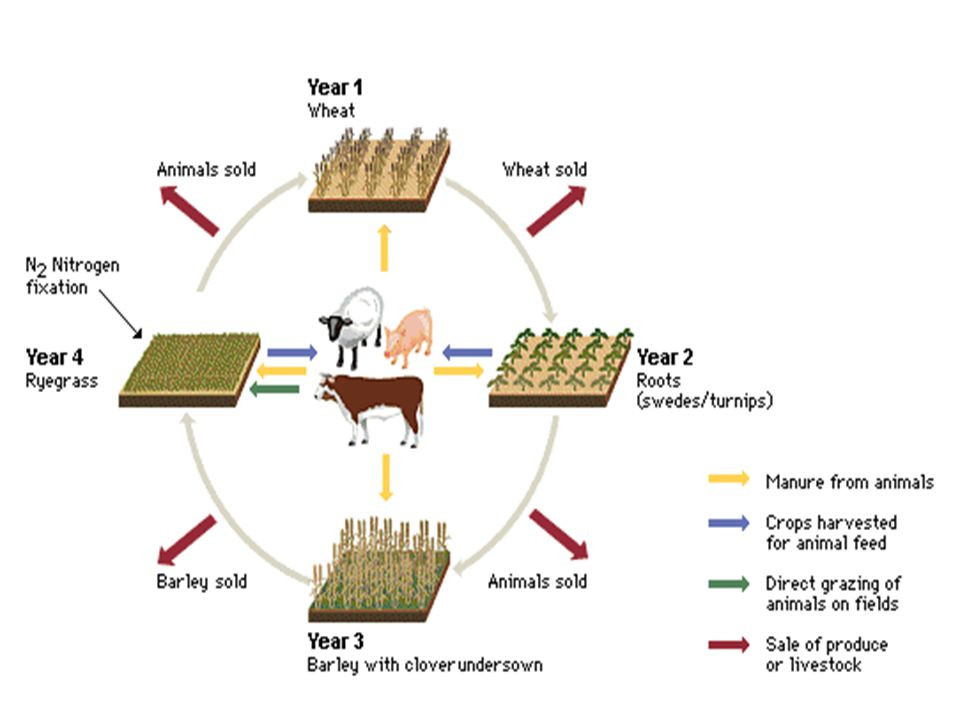 Year 1
Wheat
Animals sold
Wheat sold
N2 Nitrogen
fixation
Year 4
Ryegrass
Year 2
Roots
(swedes/turnips)
Barley sold
Animals sold
Year 3
Barley with clover undersown
Manure from animals
Crops harvested
for animal feed
Direct grazing of
animals on fields
Sale of produce
or livestock